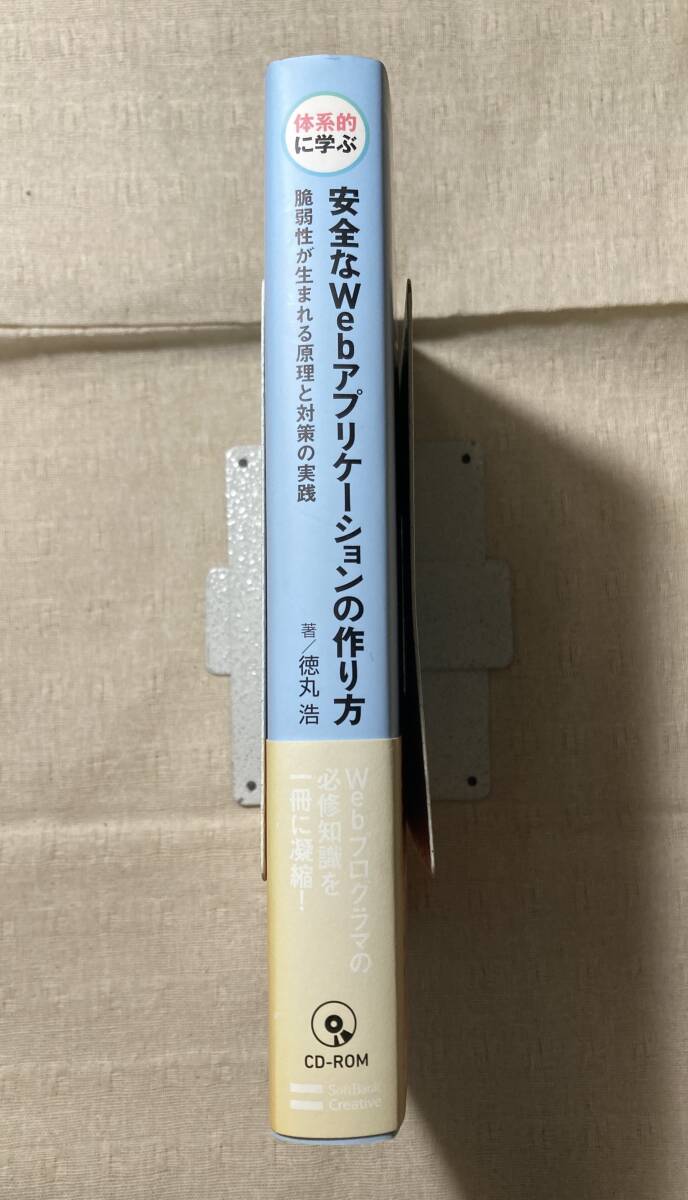 体系的
に学ぶ
安全なWebアプリケーションの作り方
脆弱性が生まれる原理と対策の実践
著/徳丸 浩
Webプログラマの
必修知識を
一冊に凝縮!
CD-ROM
SoftBank
Creative